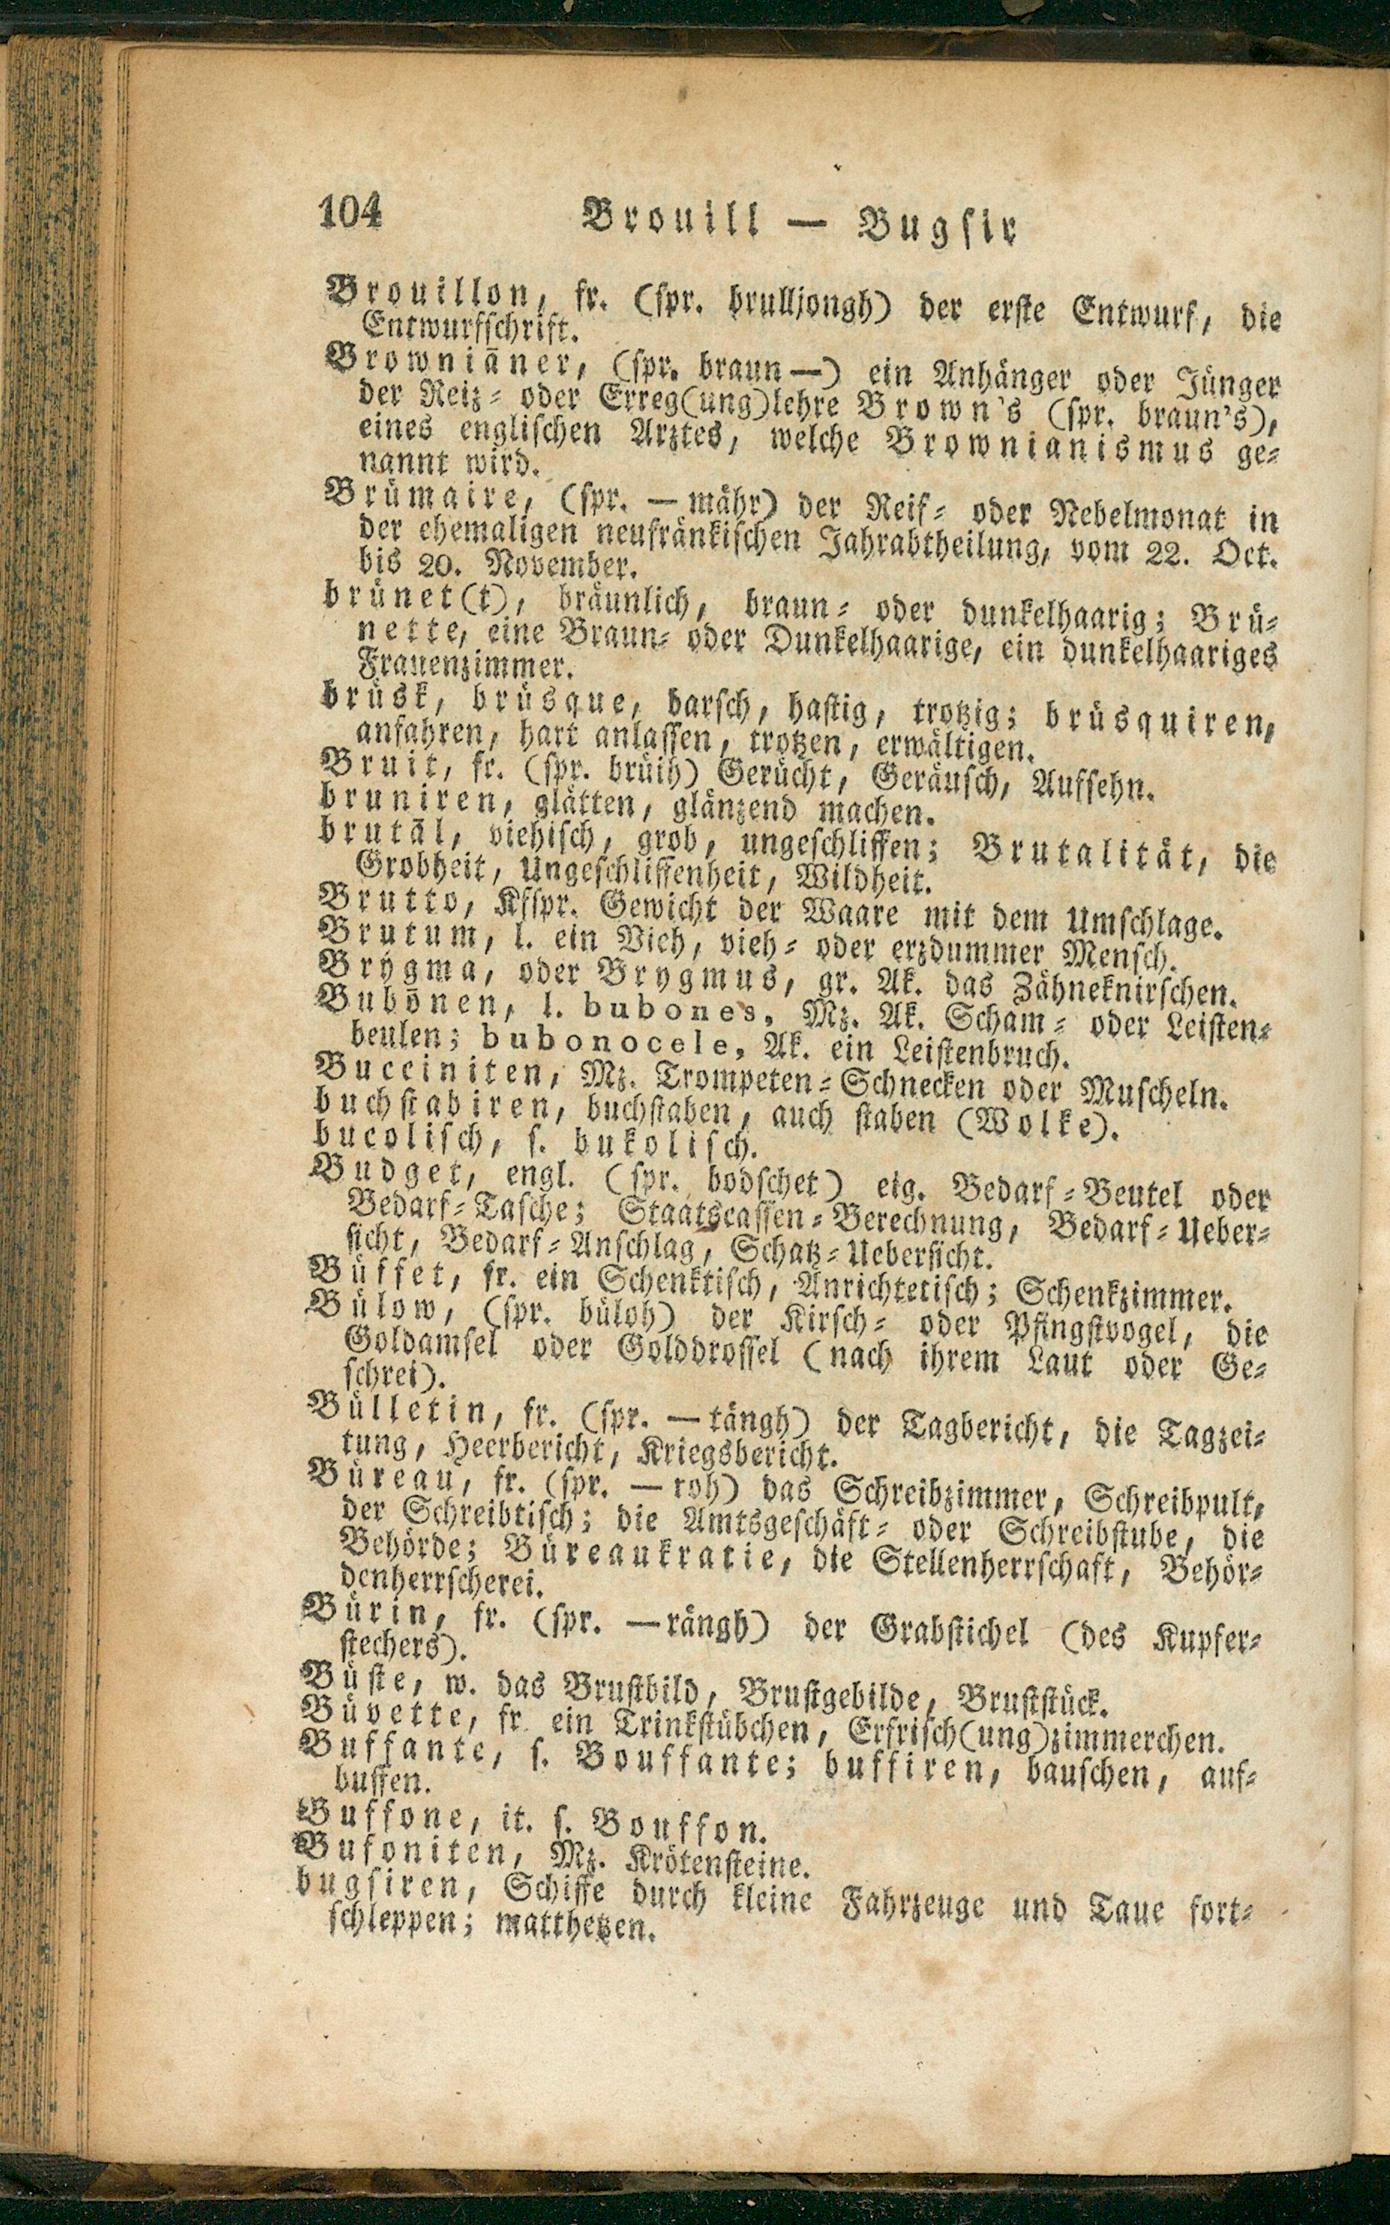 104 Brouill — Bugsir
Brouillon, fr. (spr. brulljongh) der erste Entwurf, die
Entwurfsschrift.
Browniāner, (spr. braun—) ein Anhänger oder Jünger
der Reiz- oder Erreg(ung)lehre Brown's (spr. braun's),
eines englischen Arztes, welche Brownianismus ge-
nannt wird.
Brümaire, (spr. —mähr) der Reif- oder Nebelmonat in
der ehemaligen neufränkischen Jahrabtheilung, vom 22. Oct.
bis 20. November.
brünet(t), bräunlich, braun- oder dunkelhaarig; Brü-
nette, eine Braun- oder Dunkelhaarige, ein dunkelhaariges
Frauenzimmer.
brüsk, brüsque, barsch, hastig, trotzig; brüsquiren,
anfahren, hart anlassen, trotzen, erwältigen.
Bruit, fr. (spr. brüih) Gerücht, Geräusch, Aufsehn.
bruniren, glätten, glänzend machen.
brutāl, viehisch, grob, ungeschliffen; Brutalität, die
Grobheit, Ungeschliffenheit, Wildheit.
Brutto, Kfspr. Gewicht der Waare mit dem Umschlage.
Brutum, l. ein Vieh, vieh- oder erzdummer Mensch.
Brygma, oder Brygmus, gr. Ak. das Zähneknirschen.
Bubōnen, l. bubones, Mz. Ak. Scham- oder Leisten-
beulen; bubonocele, Ak. ein Leistenbruch.
Bucciniten, Mz. Trompeten-Schnecken oder Muscheln.
buchstabiren, buchstaben, auch staben (Wolke).
bucolisch, s. bukolisch.
Budget, engl. (spr. bodschet) eig. Bedarf-Beutel oder
Bedarf-Tasche; Staatscassen-Berechnung, Bedarf-Ueber-
sicht, Bedarf-Anschlag, Schatz-Uebersicht.
Büffet, fr. ein Schenktisch, Anrichtetisch; Schenkzimmer.
Bülow, (spr. büloh) der Kirsch- oder Pfingstvogel, die
Goldamsel oder Golddrossel (nach ihrem Laut oder Ge-
schrei).
Bülletin, fr. (spr. —tängh) der Tagbericht, die Tagzei-
tung, Heerbericht, Kriegsbericht.
Büreau, fr. (spr. —roh) das Schreibzimmer, Schreibpult,
der Schreibtisch; die Amtsgeschäft- oder Schreibstube, die
Behörde; Büreaukratie, die Stellenherrschaft, Behör-
denherrscherei.
Bürin, fr. (spr. —rängh) der Grabstichel (des Kupfer-
stechers).
Büste, w. das Brustbild, Brustgebilde, Bruststück.
Büvette, fr. ein Trinkstübchen, Erfrisch(ung)zimmerchen.
Buffante, s. Bouffante; buffiren, bauschen, auf-
buffen.
Buffone, it. s. Bouffon.
Bufoniten, Mz. Krötensteine.
bugsiren, Schiffe durch kleine Fahrzeuge und Taue fort-
schleppen; matthetzen.